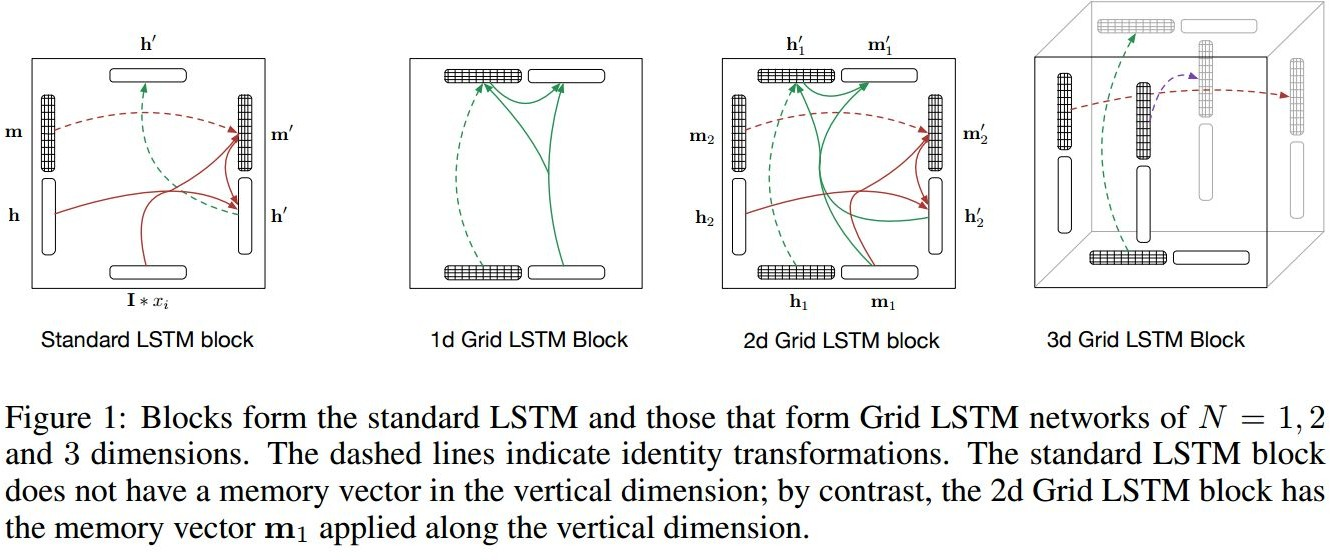 h′
m
m′
h
h′
I ∗ xᵢ
Standard LSTM block
1d Grid LSTM Block
h′₁ m′₁
m₂
m′₂
h₂
h′₂
h₁ m₁
2d Grid LSTM block
3d Grid LSTM Block
Figure 1: Blocks form the standard LSTM and those that form Grid LSTM networks of N = 1, 2
and 3 dimensions. The dashed lines indicate identity transformations. The standard LSTM block
does not have a memory vector in the vertical dimension; by contrast, the 2d Grid LSTM block has
the memory vector m₁ applied along the vertical dimension.